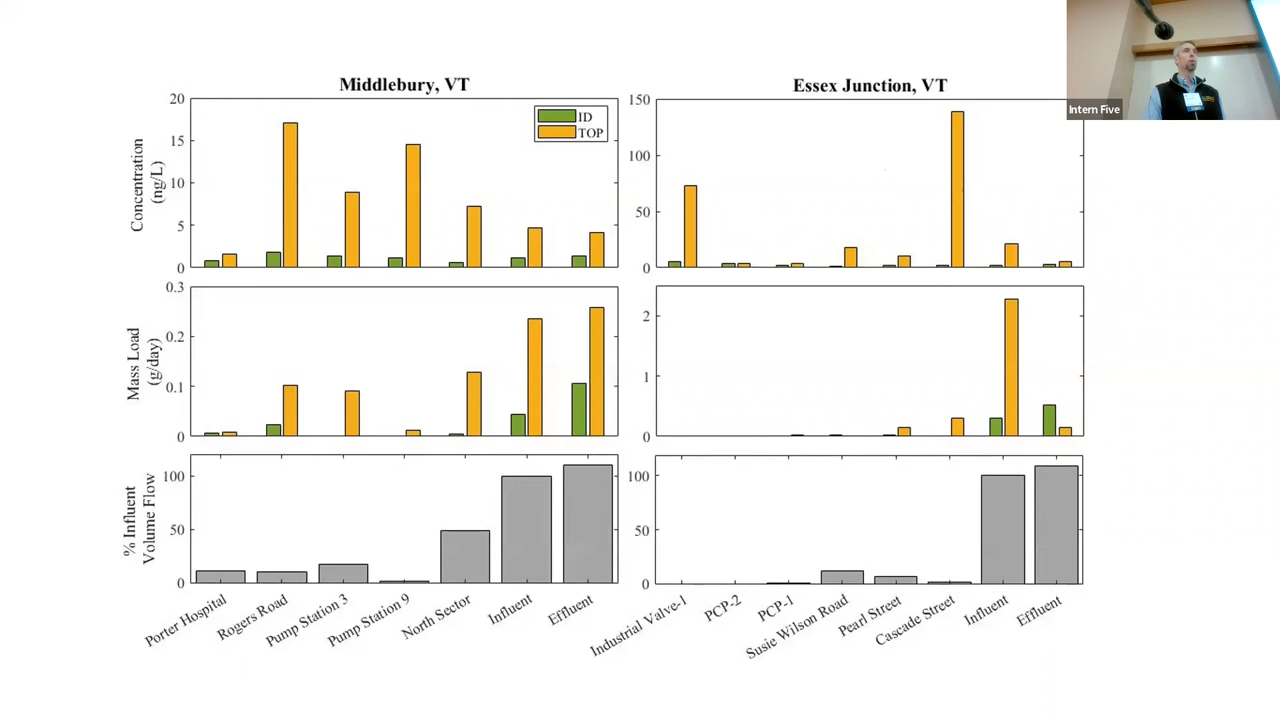 Middlebury, VT
Essex Junction, VT
Intern Five
ID
TOP
Concentration
(ng/L)
20
15
10
5
0
150
100
50
0
Mass Load
(g/day)
0.3
0.2
0.1
0
2
1
0
% Influent
Volume Flow
100
50
0
100
50
0
Porter Hospital
Rogers Road
Pump Station 3
Pump Station 9
North Sector
Influent
Effluent
Industrial Valve-1
PCP-2
PCP-1
Susie Wilson Road
Pearl Street
Cascade Street
Influent
Effluent